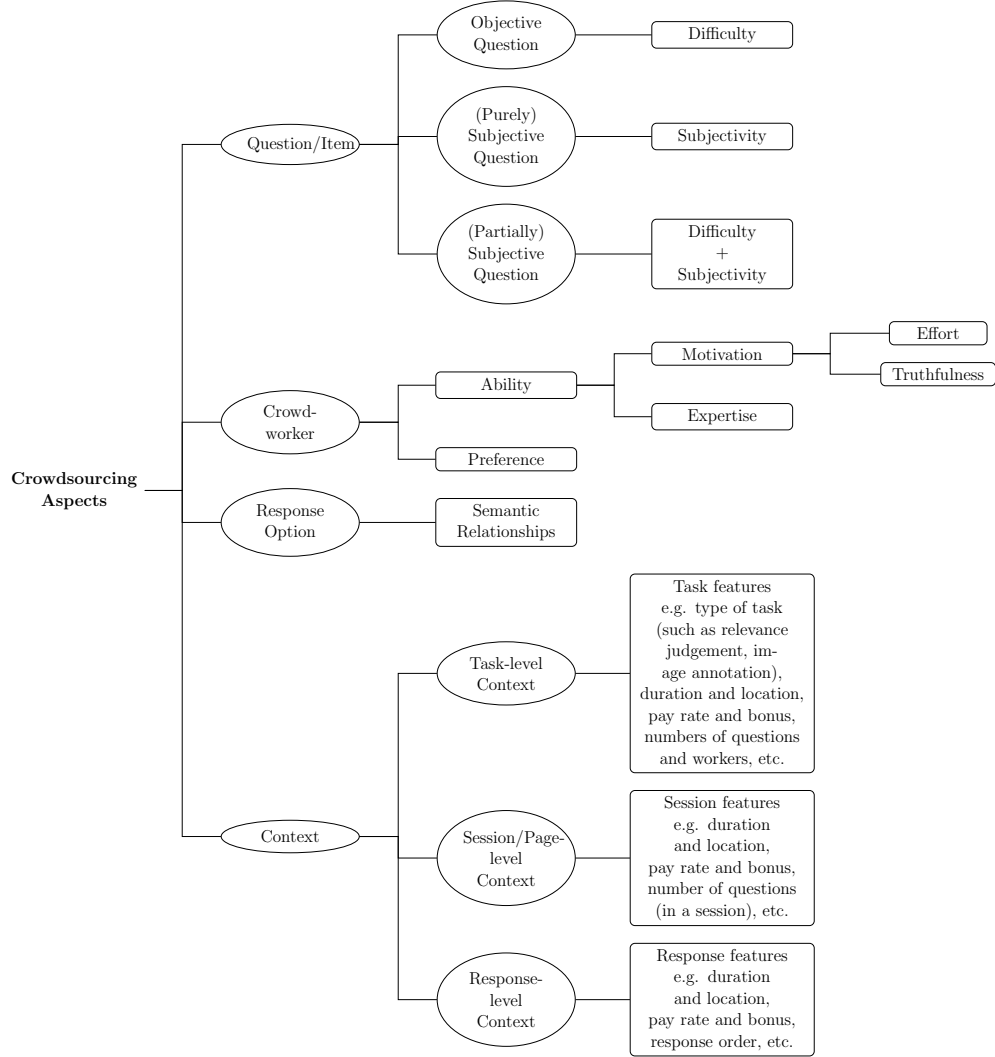 Crowdsourcing
Aspects
Question/Item
Objective
Question
Difficulty
(Purely)
Subjective
Question
Subjectivity
(Partially)
Subjective
Question
Difficulty
+
Subjectivity
Crowd-
worker
Ability
Motivation
Effort
Truthfulness
Expertise
Preference
Response
Option
Semantic
Relationships
Context
Task-level
Context
Task features
e.g. type of task
(such as relevance
judgement, im-
age annotation),
duration and location,
pay rate and bonus,
numbers of questions
and workers, etc.
Session/Page-
level
Context
Session features
e.g. duration
and location,
pay rate and bonus,
number of questions
(in a session), etc.
Response-
level
Context
Response features
e.g. duration
and location,
pay rate and bonus,
response order, etc.